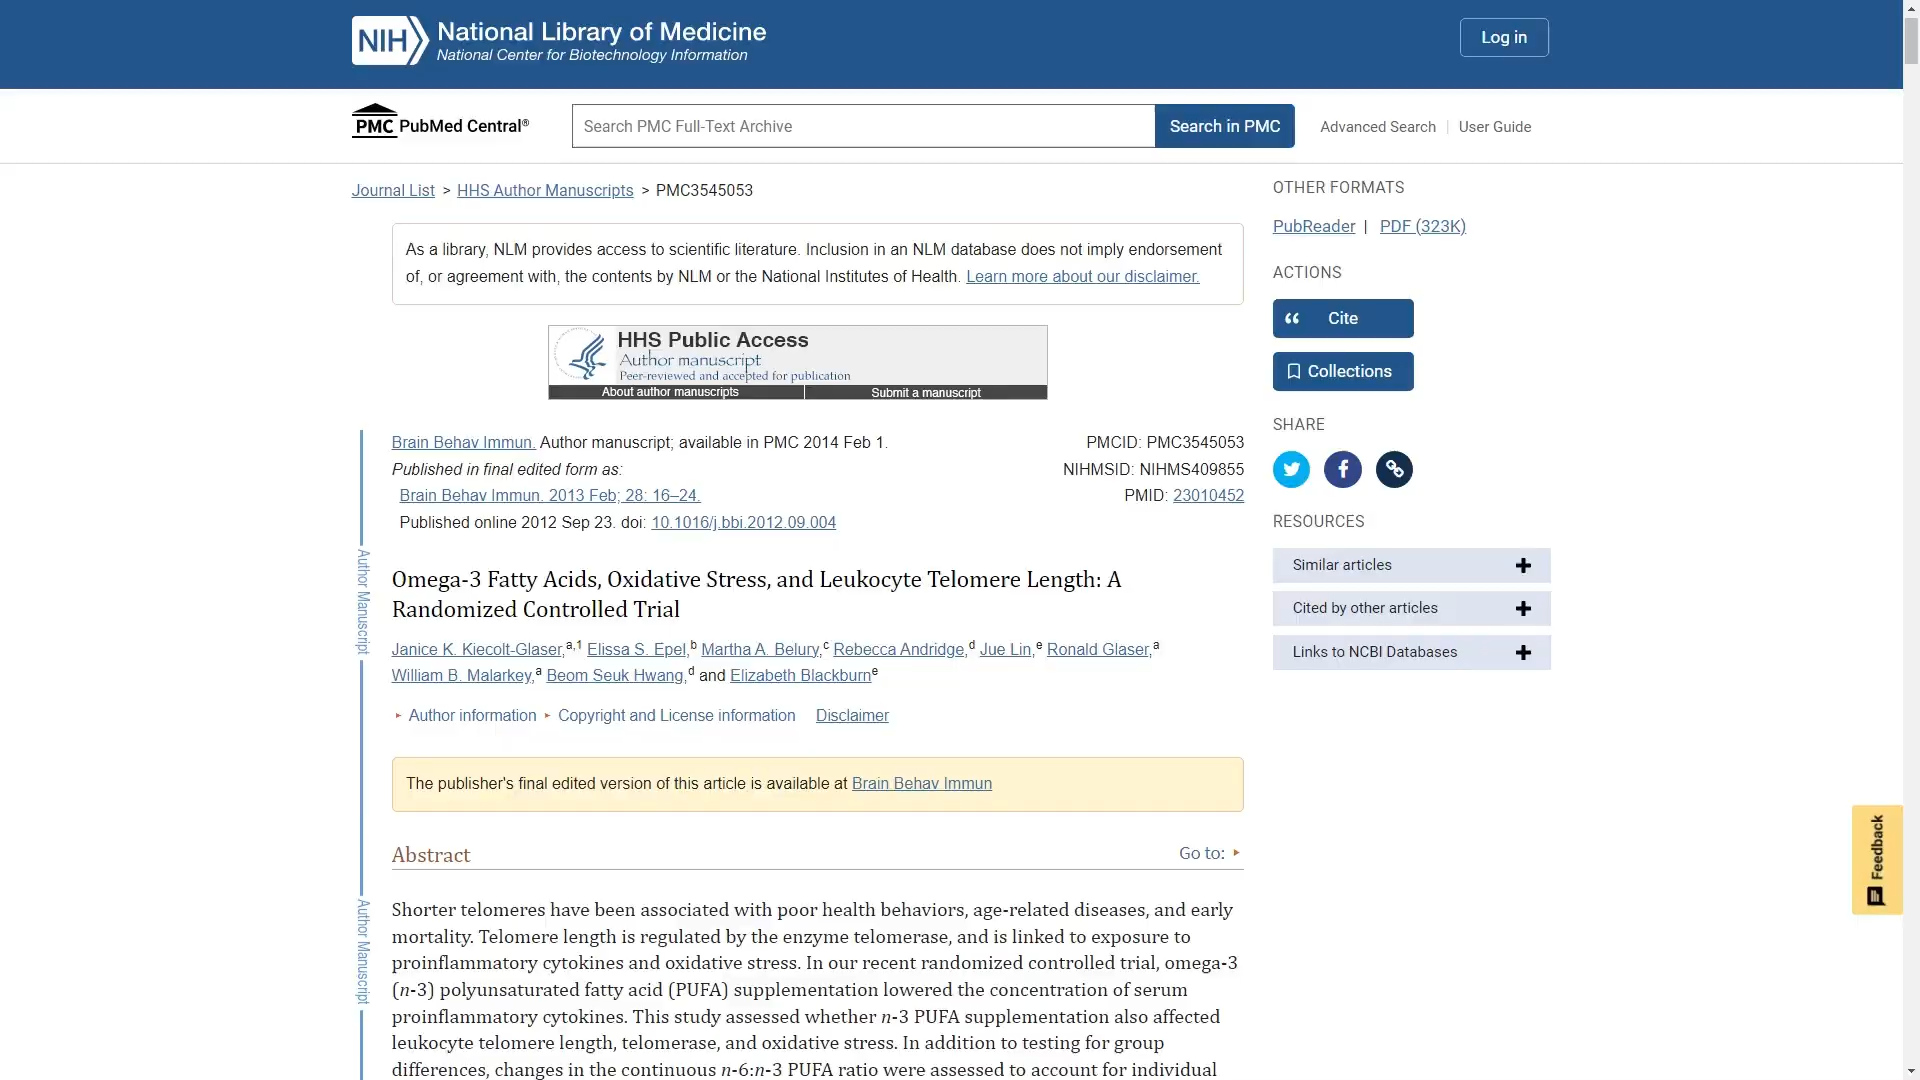 NIH National Library of Medicine
National Center for Biotechnology Information
Log in
PMC PubMed Central®
Search PMC Full-Text Archive
Search in PMC
Advanced Search
User Guide
Journal List > HHS Author Manuscripts > PMC3545053
As a library, NLM provides access to scientific literature. Inclusion in an NLM database does not imply endorsement
of, or agreement with, the contents by NLM or the National Institutes of Health. Learn more about our disclaimer.
HHS Public Access
Author manuscript
Peer-reviewed and accepted for publication
About author manuscripts
Submit a manuscript
Brain Behav Immun. Author manuscript; available in PMC 2014 Feb 1.
Published in final edited form as:
Brain Behav Immun. 2013 Feb; 28: 16–24.
Published online 2012 Sep 23. doi: 10.1016/j.bbi.2012.09.004
PMCID: PMC3545053
NIHMSID: NIHMS409855
PMID: 23010452
Omega-3 Fatty Acids, Oxidative Stress, and Leukocyte Telomere Length: A
Randomized Controlled Trial
Janice K. Kiecolt-Glaser,a,1 Elissa S. Epel,b Martha A. Belury,c Rebecca Andridge,d Jue Lin,e Ronald Glaser,a
William B. Malarkey,a Beom Seuk Hwang,d and Elizabeth Blackburne
Author information
Copyright and License information
Disclaimer
The publisher's final edited version of this article is available at Brain Behav Immun
Abstract
Go to:
Shorter telomeres have been associated with poor health behaviors, age-related diseases, and early
mortality. Telomere length is regulated by the enzyme telomerase, and is linked to exposure to
proinflammatory cytokines and oxidative stress. In our recent randomized controlled trial, omega-3
(n-3) polyunsaturated fatty acid (PUFA) supplementation lowered the concentration of serum
proinflammatory cytokines. This study assessed whether n-3 PUFA supplementation also affected
leukocyte telomere length, telomerase, and oxidative stress. In addition to testing for group
differences, changes in the continuous n-6:n-3 PUFA ratio were assessed to account for individual
Author Manuscript
Author Manuscript
OTHER FORMATS
PubReader | PDF (323K)
ACTIONS
Cite
Collections
SHARE
RESOURCES
Similar articles
Cited by other articles
Links to NCBI Databases
Feedback